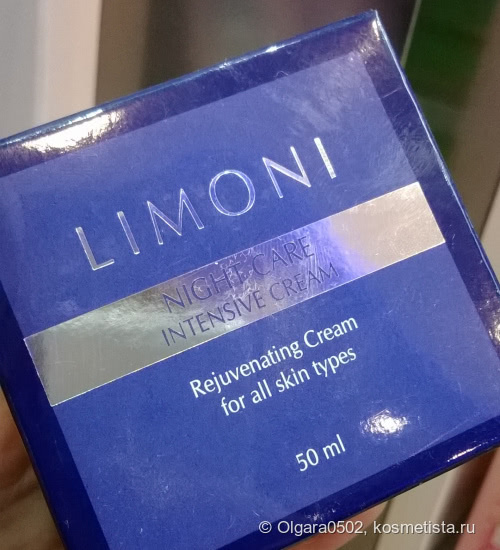 LIMONI
NIGHT CARE
INTENSIVE CREAM
Rejuvenating Cream
for all skin types
50 ml
© Olgara0502, kosmetista.ru